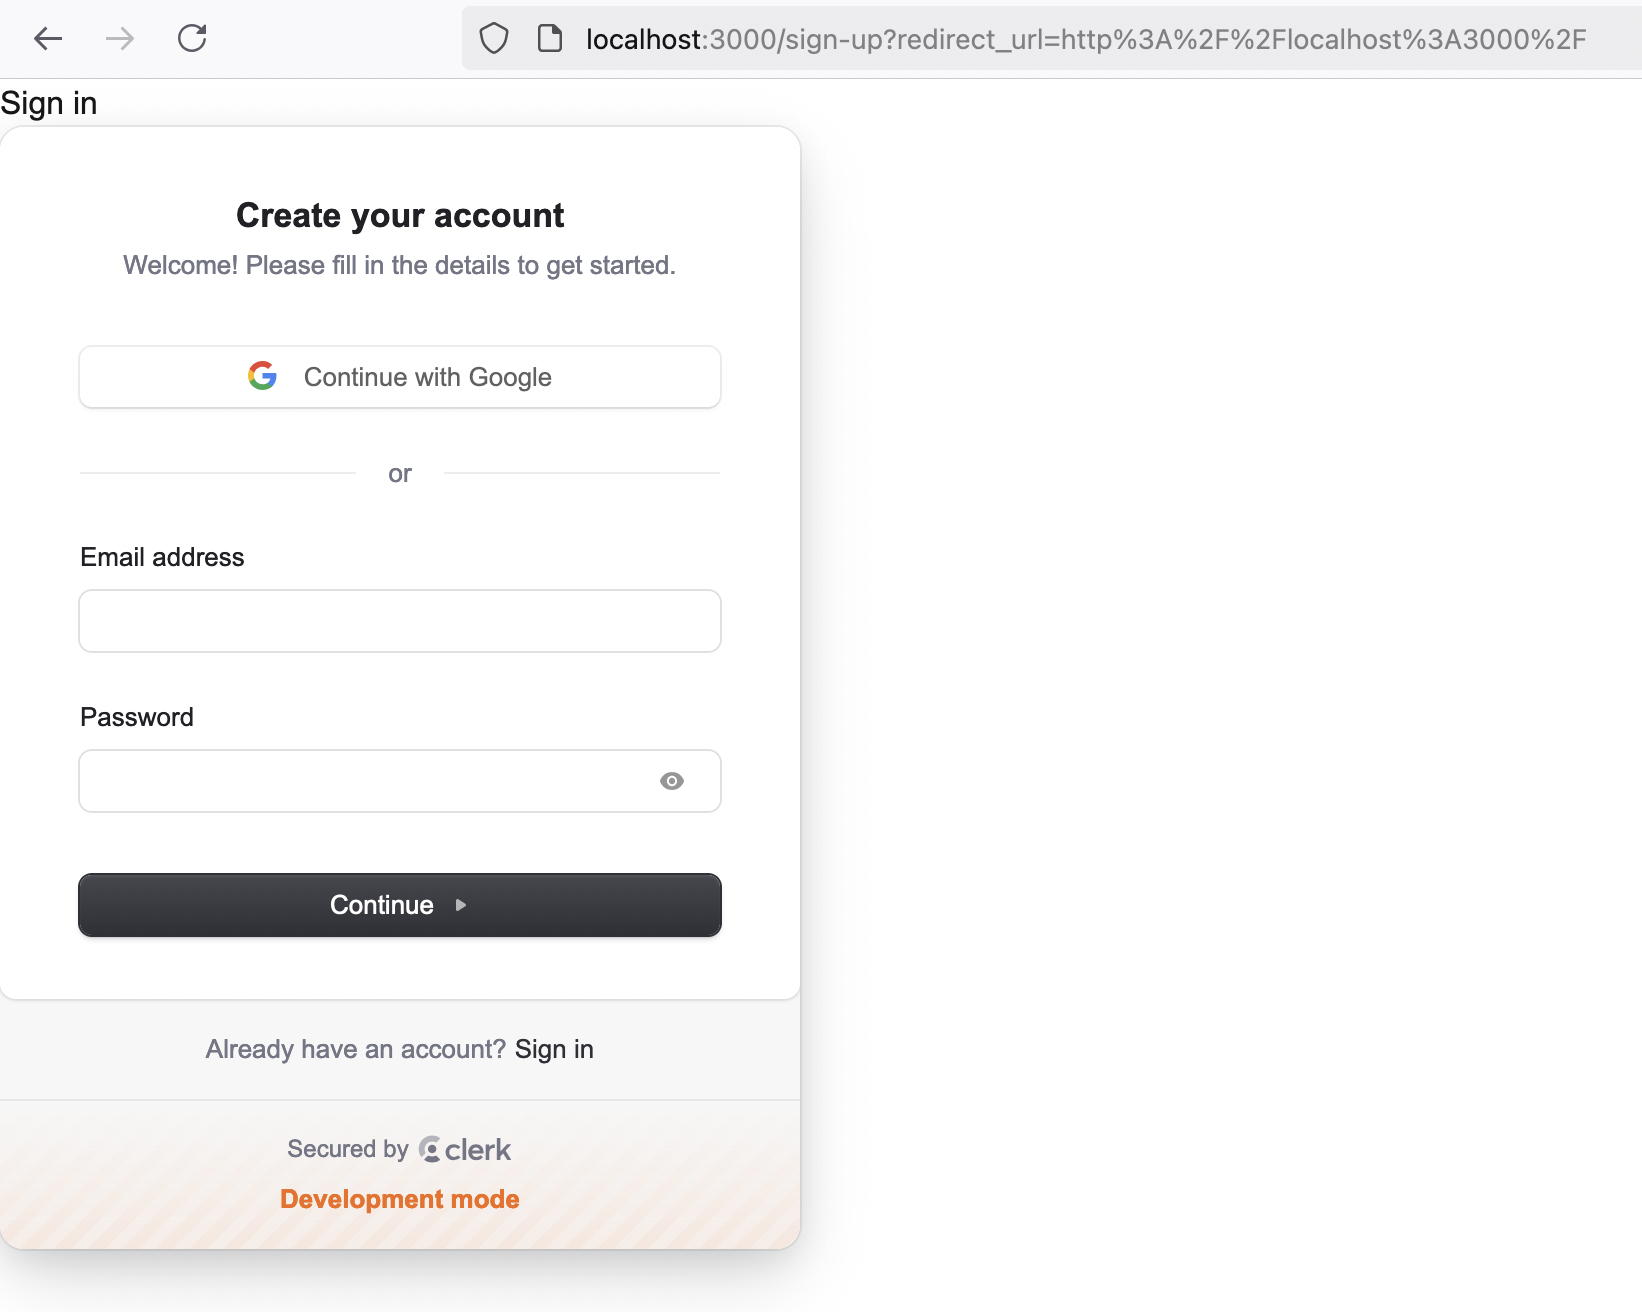 localhost:3000/sign-up?redirect_url=http%3A%2F%2Flocalhost%3A3000%2F
Sign in
Create your account
Welcome! Please fill in the details to get started.
Continue with Google
or
Email address
Password
Continue
Already have an account? Sign in
Secured by clerk
Development mode